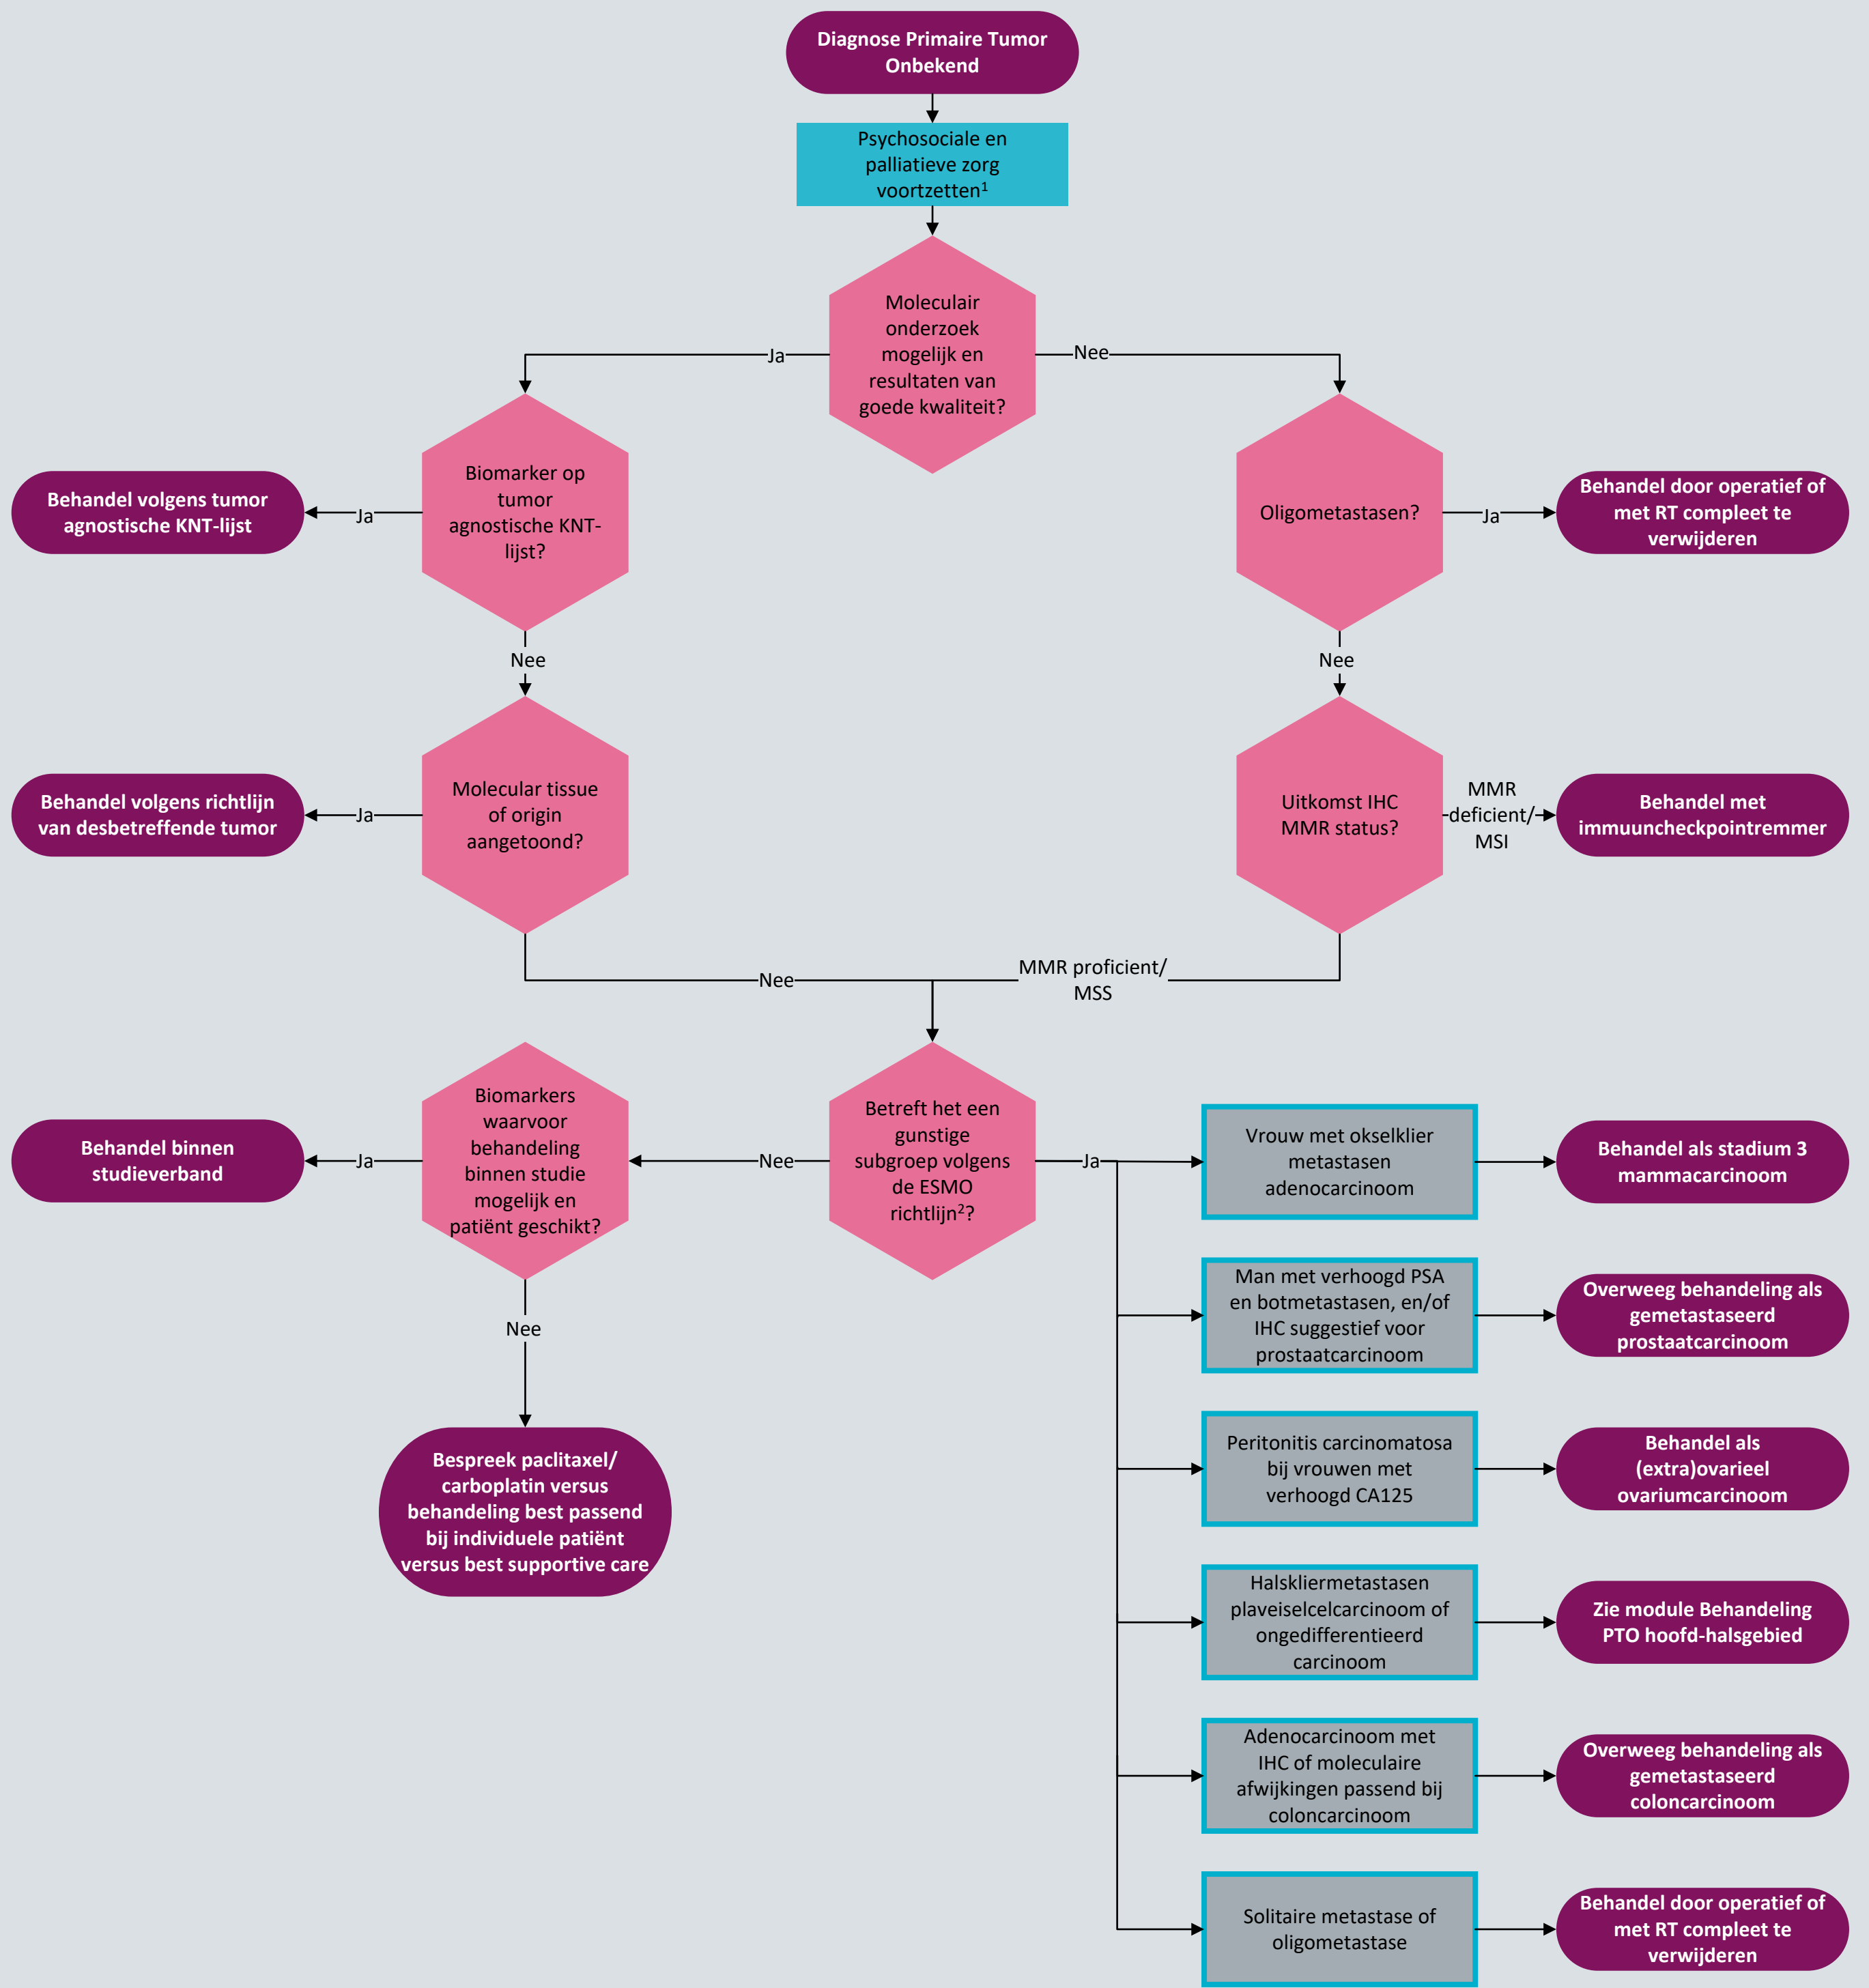 Diagnose Primaire Tumor
Onbekend
Psychosociale en
palliatieve zorg
voortzetten¹
Moleculair
onderzoek
mogelijk en
resultaten van
goede kwaliteit?
Ja
Nee
Biomarker op
tumor
agnostische KNT-
lijst?
Ja
Behandel volgens tumor
agnostische KNT-lijst
Oligometastasen?
Ja
Behandel door operatief of
met RT compleet te
verwijderen
Nee
Nee
Molecular tissue
of origin
aangetoond?
Ja
Behandel volgens richtlijn
van desbetreffende tumor
Uitkomst IHC
MMR status?
MMR
deficient/
MSI
Behandel met
immuuncheckpointremmer
Nee
MMR proficient/
MSS
Betreft het een
gunstige
subgroep volgens
de ESMO
richtlijn²?
Nee
Ja
Biomarkers
waarvoor
behandeling
binnen studie
mogelijk en
patiënt geschikt?
Ja
Behandel binnen
studieverband
Nee
Bespreek paclitaxel/
carboplatin versus
behandeling best passend
bij individuele patiënt
versus best supportive care
Vrouw met okselklier
metastasen
adenocarcinoom
Behandel als stadium 3
mammacarcinoom
Man met verhoogd PSA
en botmetastasen, en/of
IHC suggestief voor
prostaatcarcinoom
Overweeg behandeling als
gemetastaseerd
prostaatcarcinoom
Peritonitis carcinomatosa
bij vrouwen met
verhoogd CA125
Behandel als
(extra)ovarieel
ovariumcarcinoom
Halskliermetastasen
plaveiselcelcarcinoom of
ongedifferentieerd
carcinoom
Zie module Behandeling
PTO hoofd-halsgebied
Adenocarcinoom met
IHC of moleculaire
afwijkingen passend bij
coloncarcinoom
Overweeg behandeling als
gemetastaseerd
coloncarcinoom
Solitaire metastase of
oligometastase
Behandel door operatief of
met RT compleet te
verwijderen